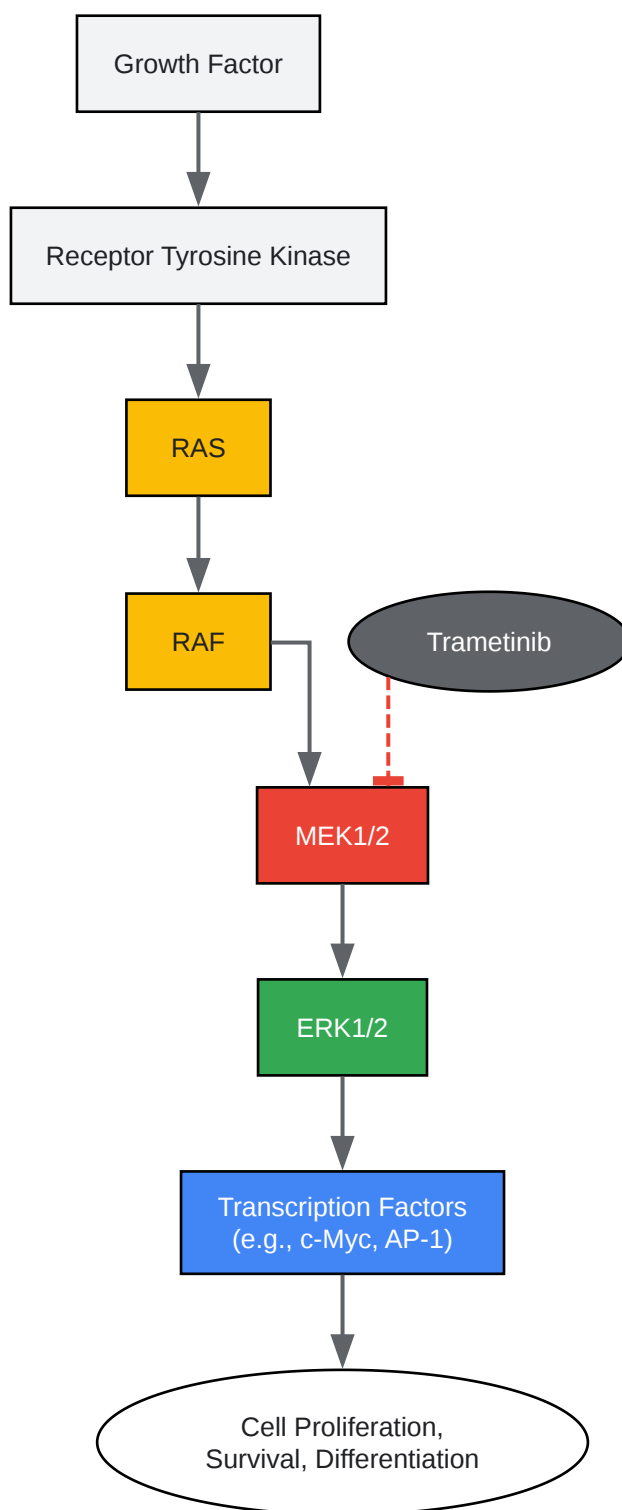 Growth Factor
Receptor Tyrosine Kinase
RAS
RAF
Trametinib
MEK1/2
ERK1/2
Transcription Factors
(e.g., c-Myc, AP-1)
Cell Proliferation,
Survival, Differentiation